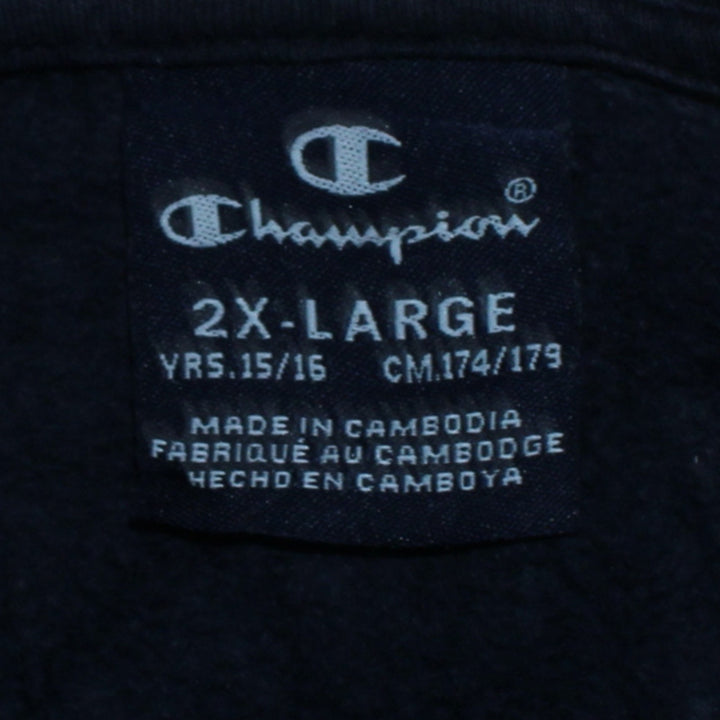 Champion®
2X-LARGE
YRS.15/16 CM.174/179
MADE IN CAMBODIA
FABRIQUÉ AU CAMBODGE
HECHO EN CAMBOYA